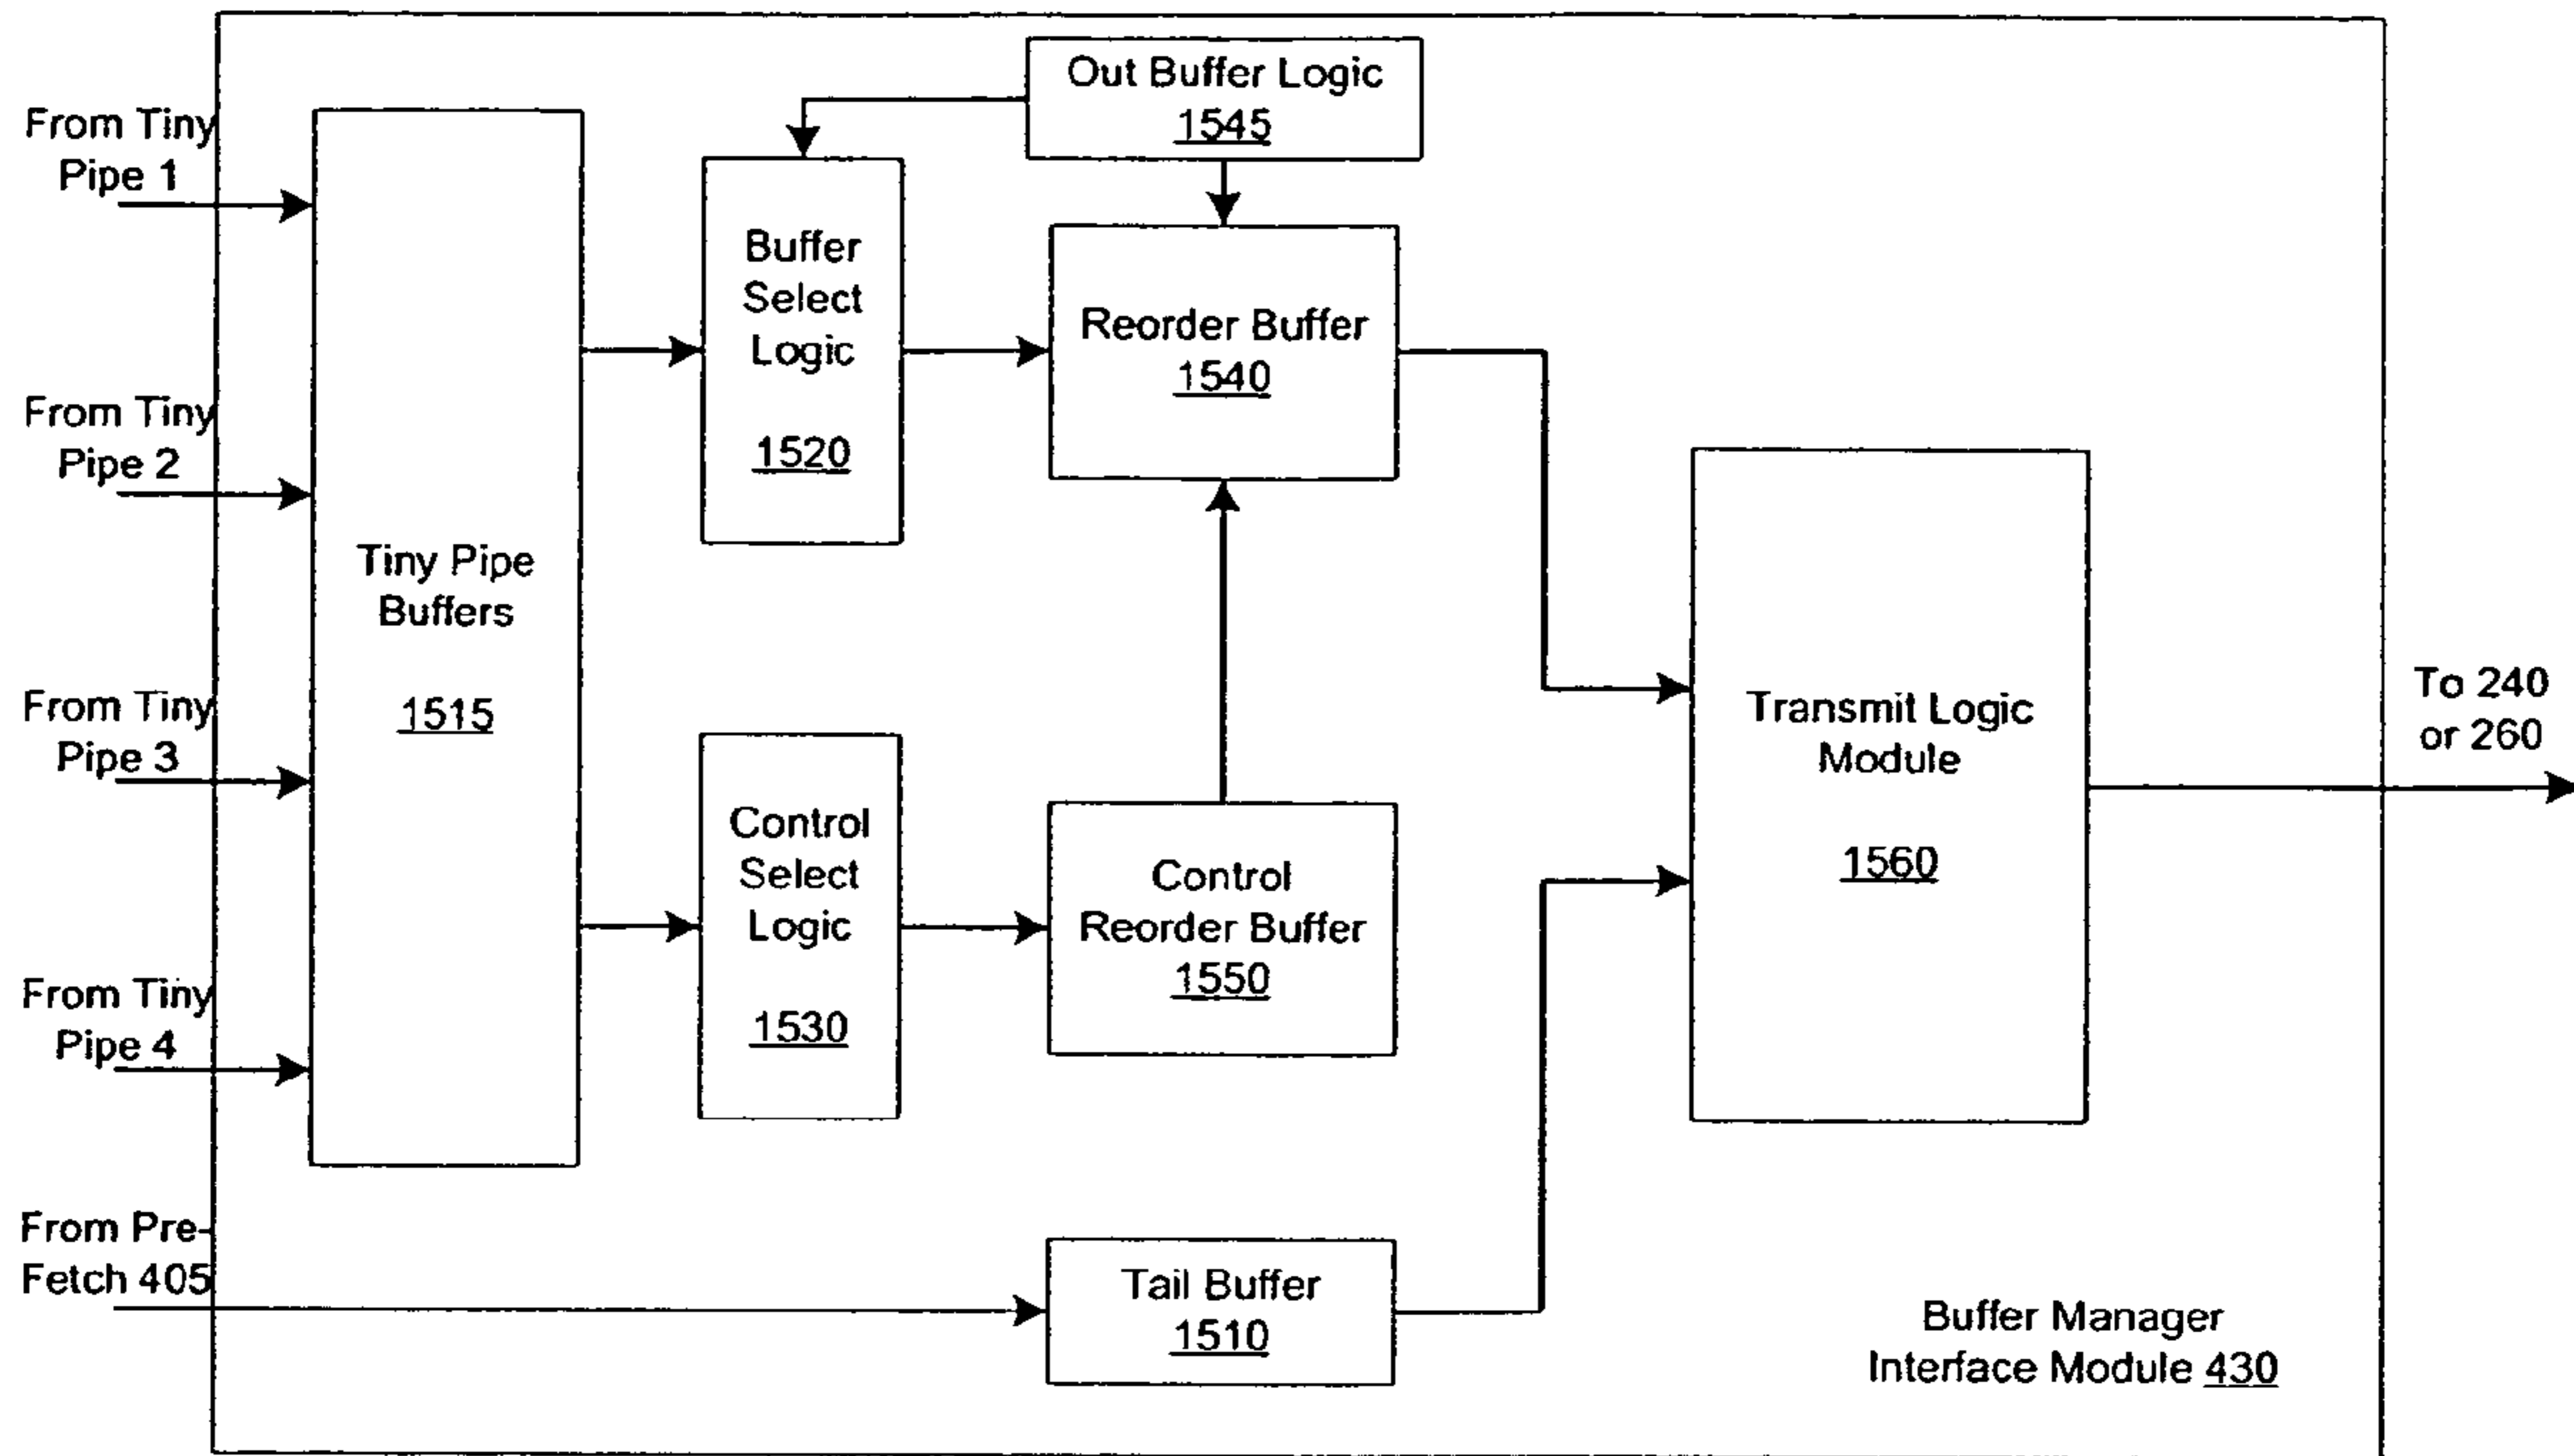 Out Buffer Logic
1545
From Tiny
Pipe 1
From Tiny
Pipe 2
From Tiny
Pipe 3
From Tiny
Pipe 4
From Pre-
Fetch 405
Tiny Pipe
Buffers
1515
Buffer
Select
Logic
1520
Reorder Buffer
1540
Control
Select
Logic
1530
Control
Reorder Buffer
1550
Tail Buffer
1510
Transmit Logic
Module
1560
To 240
or 260
Buffer Manager
Interface Module 430